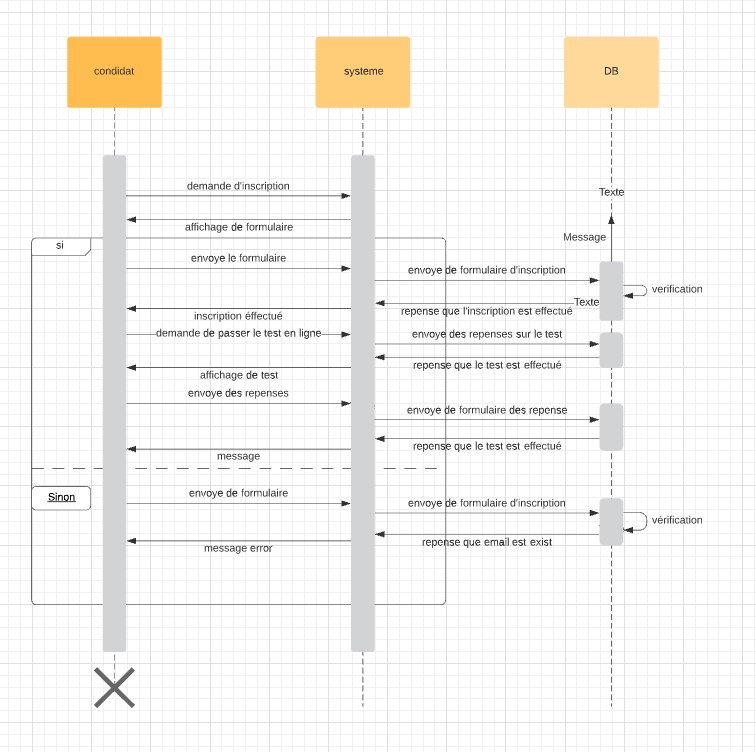 condidat
systeme
DB
demande d'inscription
Texte
affichage de formulaire
Message
si
envoye le formulaire
envoye de formulaire d'inscription
verification
Texte
repense que l'inscription est effectué
inscription éffectué
demande de passer le test en ligne
envoye des repenses sur le test
repense que le test est effectué
affichage de test
envoye des repenses
envoye de formulaire des repense
repense que le test est effectué
message
Sinon
envoye de formulaire
envoye de formulaire d'inscription
vérification
repense que email est exist
message error